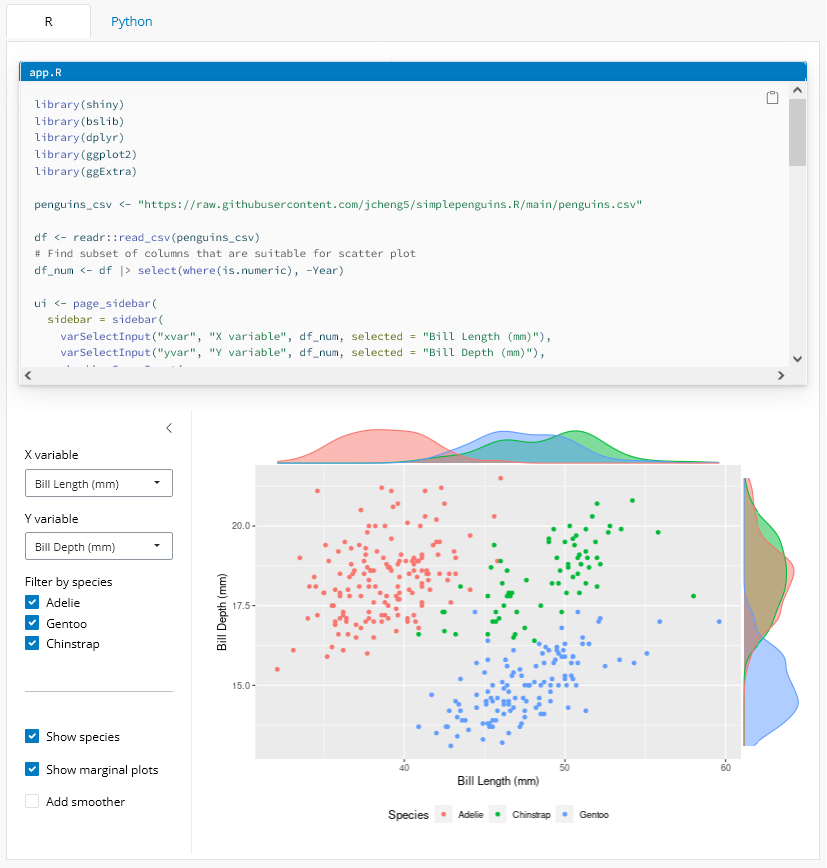 R
Python
app.R
library(shiny)
library(bslib)
library(dplyr)
library(ggplot2)
library(ggExtra)
penguins_csv <- "https://raw.githubusercontent.com/jcheng5/simplepenguins.R/main/penguins.csv"
df <- readr::read_csv(penguins_csv)
# Find subset of columns that are suitable for scatter plot
df_num <- df |> select(where(is.numeric), -Year)
ui <- page_sidebar(
  sidebar = sidebar(
    varSelectInput("xvar", "X variable", df_num, selected = "Bill Length (mm)"),
    varSelectInput("yvar", "Y variable", df_num, selected = "Bill Depth (mm)"),
X variable
Bill Length (mm)
Y variable
Bill Depth (mm)
Filter by species
Adelie
Gentoo
Chinstrap
Show species
Show marginal plots
Add smoother
Bill Depth (mm)
20.0
17.5
15.0
40 50 60
Bill Length (mm)
Species Adelie Chinstrap Gentoo